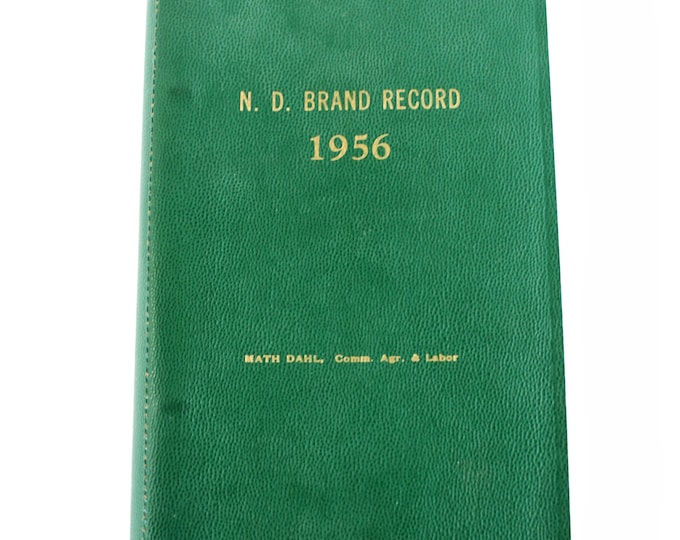 N. D. BRAND RECORD
1956
MATH DAHL, Comm. Agr. & Labor